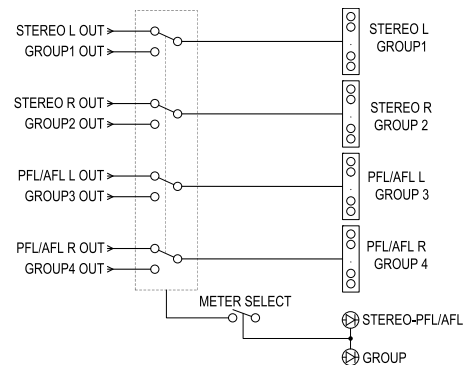 STEREO L OUT
GROUP1 OUT
STEREO L
GROUP1
STEREO R OUT
GROUP2 OUT
STEREO R
GROUP 2
PFL/AFL L OUT
GROUP3 OUT
PFL/AFL L
GROUP 3
PFL/AFL R OUT
GROUP4 OUT
PFL/AFL R
GROUP 4
METER SELECT
STEREO-PFL/AFL
GROUP